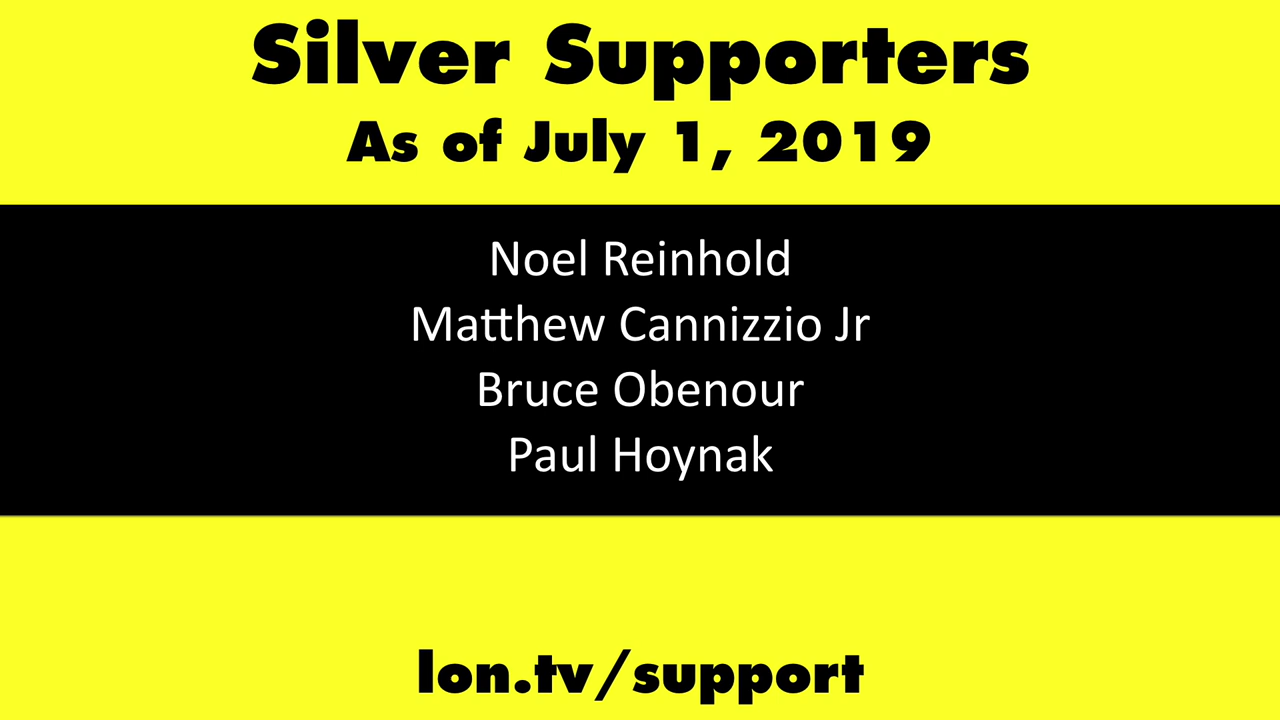 Silver Supporters
As of July 1, 2019
Noel Reinhold
Matthew Cannizzio Jr
Bruce Obenour
Paul Hoynak
lon.tv/support